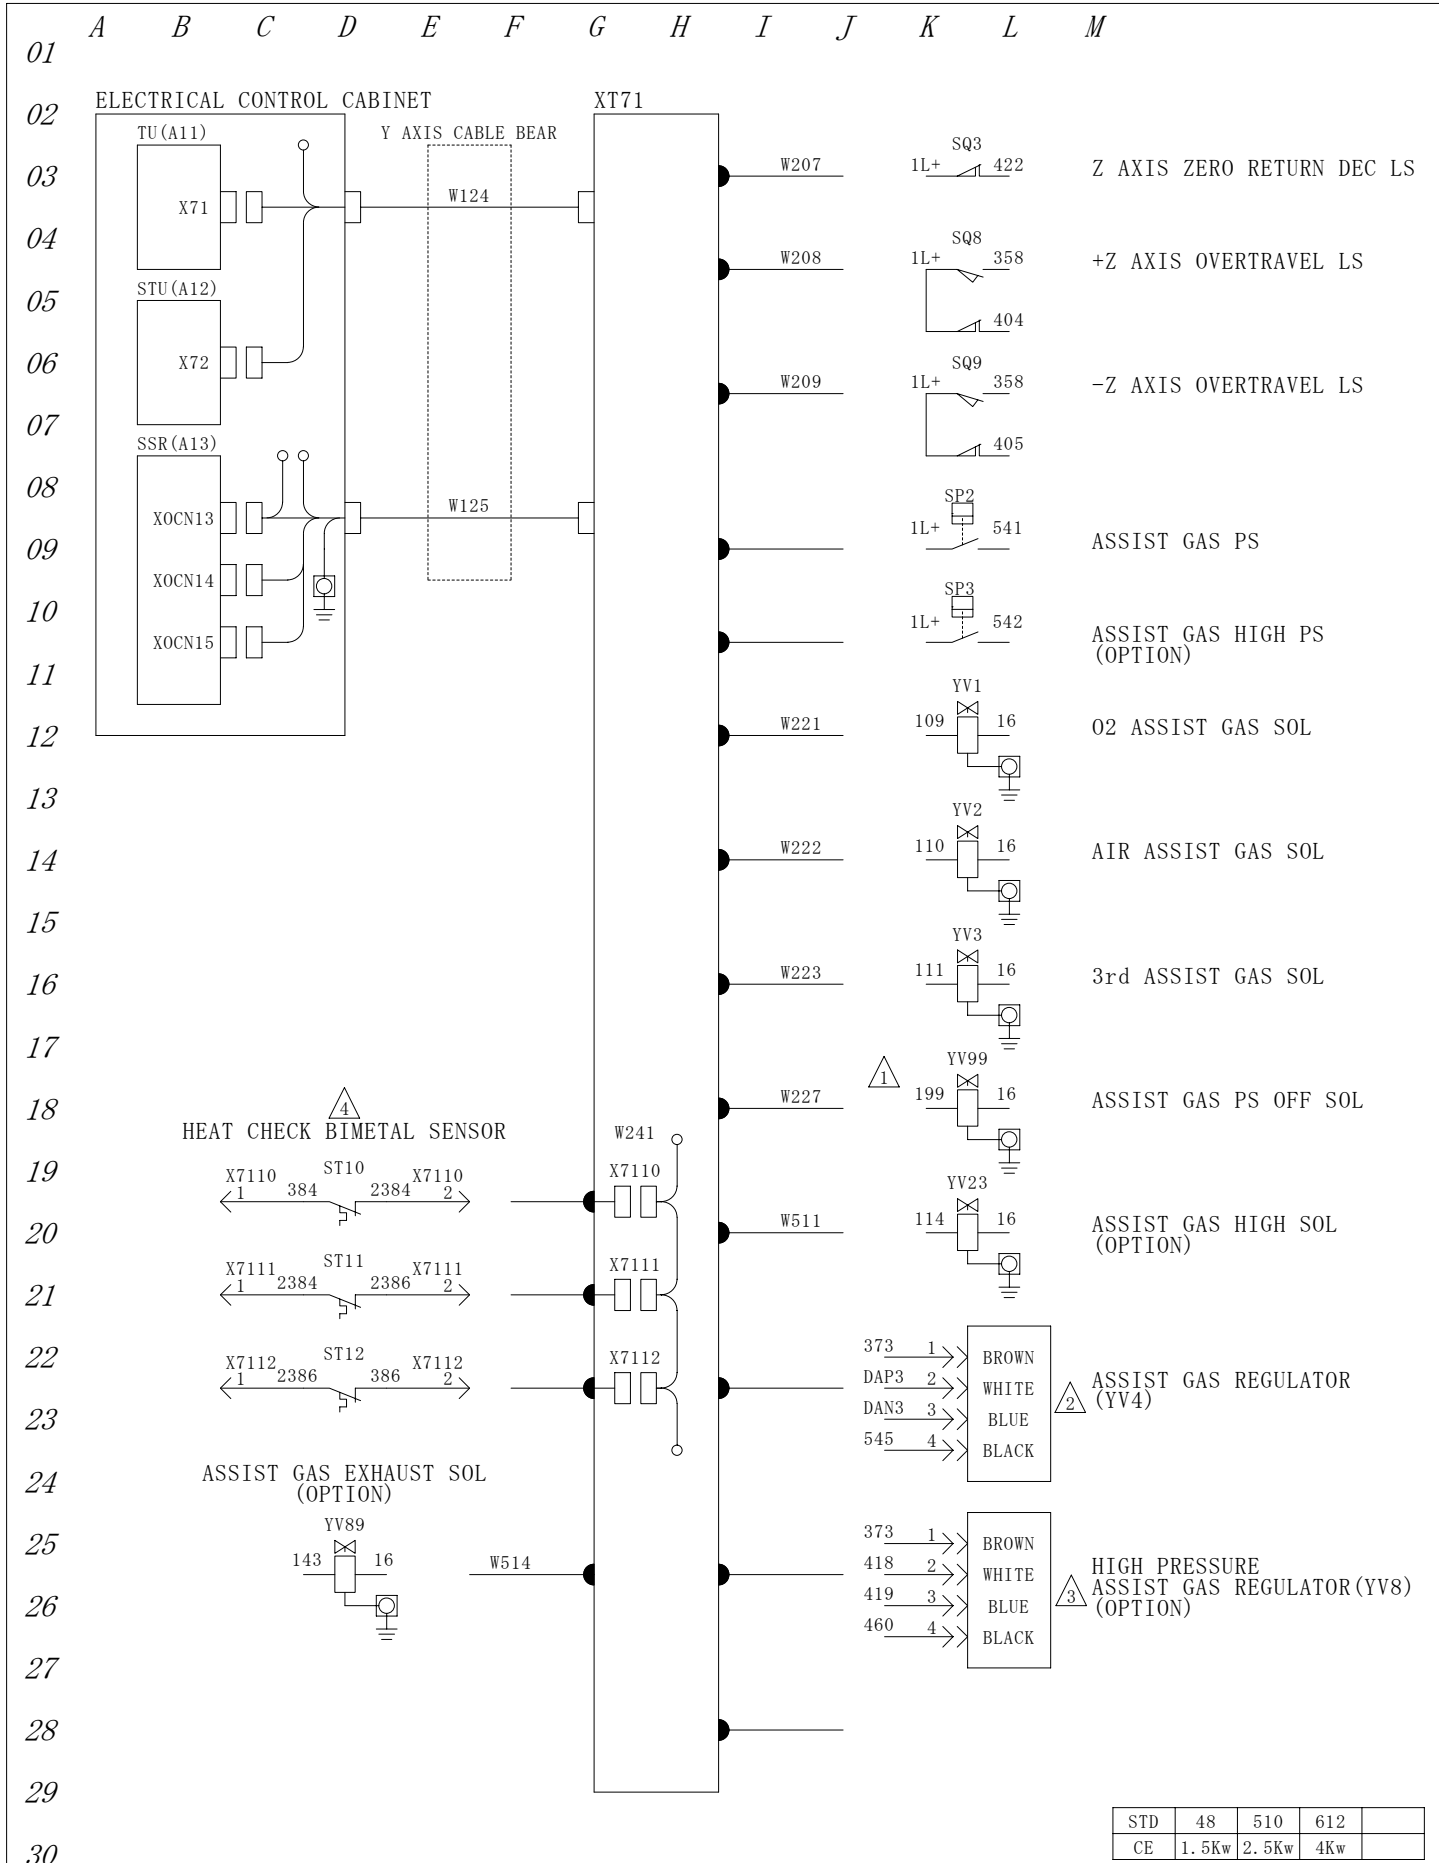 A B C D E F G H I J K L M
01
02
03
04
05
06
07
08
09
10
11
12
13
14
15
16
17
18
19
20
21
22
23
24
25
26
27
28
29
30
ELECTRICAL CONTROL CABINET
TU(A11)
X71
STU(A12)
X72
SSR(A13)
XOCN13
XOCN14
XOCN15
Y AXIS CABLE BEAR
W124
W125
XT71
W207
SQ3
1L+ 422
Z AXIS ZERO RETURN DEC LS
W208
SQ8
1L+ 358
404
+Z AXIS OVERTRAVEL LS
W209
SQ9
1L+ 358
405
-Z AXIS OVERTRAVEL LS
SP2
1L+ 541
ASSIST GAS PS
SP3
1L+ 542
ASSIST GAS HIGH PS
(OPTION)
W221
YV1
109 16
O2 ASSIST GAS SOL
W222
YV2
110 16
AIR ASSIST GAS SOL
W223
YV3
111 16
3rd ASSIST GAS SOL
W227
1
YV99
199 16
ASSIST GAS PS OFF SOL
W511
YV23
114 16
ASSIST GAS HIGH SOL
(OPTION)
4
HEAT CHECK BIMETAL SENSOR
X7110 ST10 X7110
1 384 2384 2
X7111 ST11 X7111
1 2384 2386 2
X7112 ST12 X7112
1 2386 386 2
W241
X7110
X7111
X7112
ASSIST GAS EXHAUST SOL
(OPTION)
YV89
143 16
W514
373 1 BROWN
DAP3 2 WHITE
DAN3 3 BLUE
545 4 BLACK
2
ASSIST GAS REGULATOR
(YV4)
373 1 BROWN
418 2 WHITE
419 3 BLUE
460 4 BLACK
3
HIGH PRESSURE
ASSIST GAS REGULATOR(YV8)
(OPTION)
STD 48 510 612
CE 1.5Kw 2.5Kw 4Kw